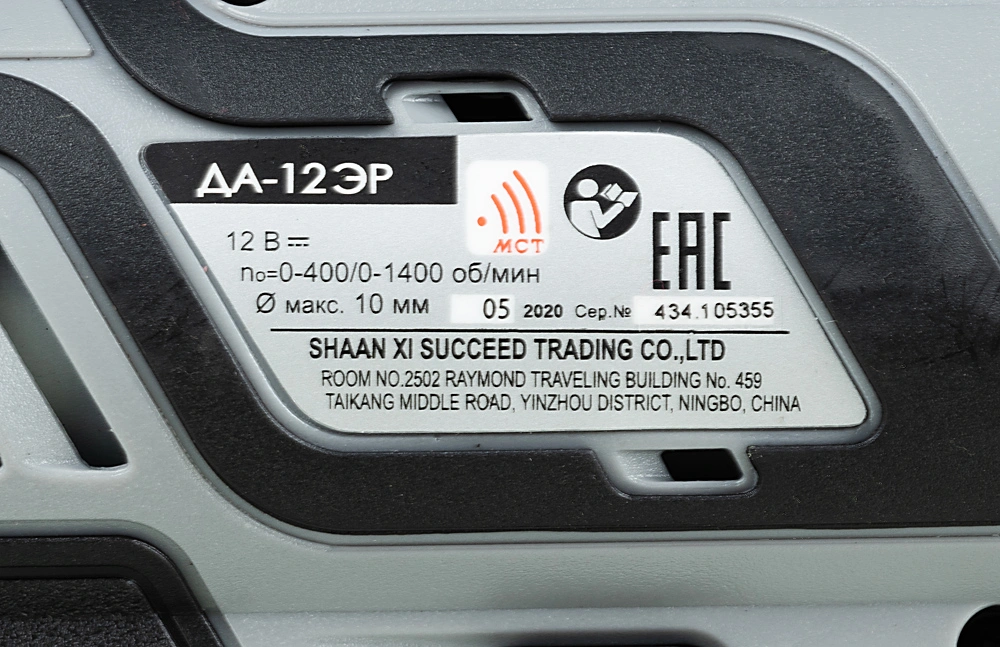 ДА-12ЭР
МСТ
EAC
12 В
n₀=0-400/0-1400 об/мин
Ø макс. 10 мм 05 2020 Сер.№ 434.105355
SHAAN XI SUCCEED TRADING CO.,LTD
ROOM NO.2502 RAYMOND TRAVELING BUILDING No. 459
TAIKANG MIDDLE ROAD, YINZHOU DISTRICT, NINGBO, CHINA